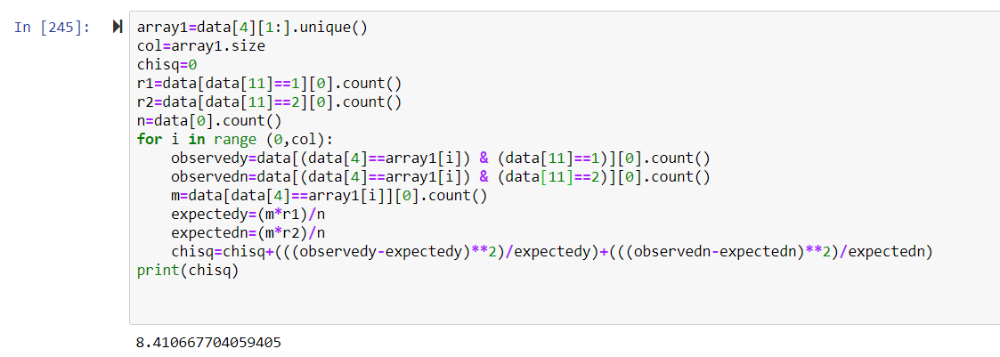 In [245]:
array1=data[4][1:].unique()
col=array1.size
chisq=0
r1=data[data[11]==1][0].count()
r2=data[data[11]==2][0].count()
n=data[0].count()
for i in range (0,col):
    observedy=data[(data[4]==array1[i]) & (data[11]==1)][0].count()
    observedn=data[(data[4]==array1[i]) & (data[11]==2)][0].count()
    m=data[data[4]==array1[i]][0].count()
    expectedy=(m*r1)/n
    expectedn=(m*r2)/n
    chisq=chisq+(((observedy-expectedy)**2)/expectedy)+(((observedn-expectedn)**2)/expectedn)
print(chisq)
8.410667704059405